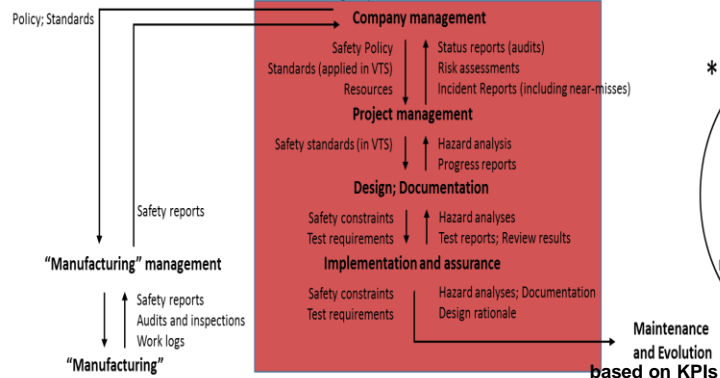 Policy; Standards
Company management
Safety Policy
Standards (applied in VTS)
Resources
Status reports (audits)
Risk assessments
Incident Reports (including near-misses)
*
Project management
Safety standards (in VTS)
Hazard analysis
Progress reports
Design; Documentation
Safety reports
Safety constraints
Test requirements
Hazard analyses
Test reports; Review results
"Manufacturing" management
Implementation and assurance
Safety reports
Audits and inspections
Work logs
Safety constraints
Test requirements
Hazard analyses; Documentation
Design rationale
"Manufacturing"
Maintenance
and Evolution
based on KPIs